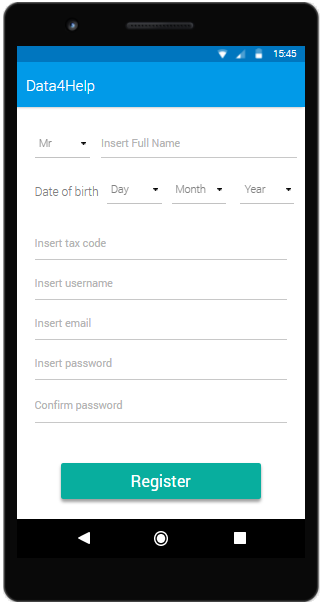 15:45
Data4Help
Mr Insert Full Name
Date of birth Day Month Year
Insert tax code
Insert username
Insert email
Insert password
Confirm password
Register